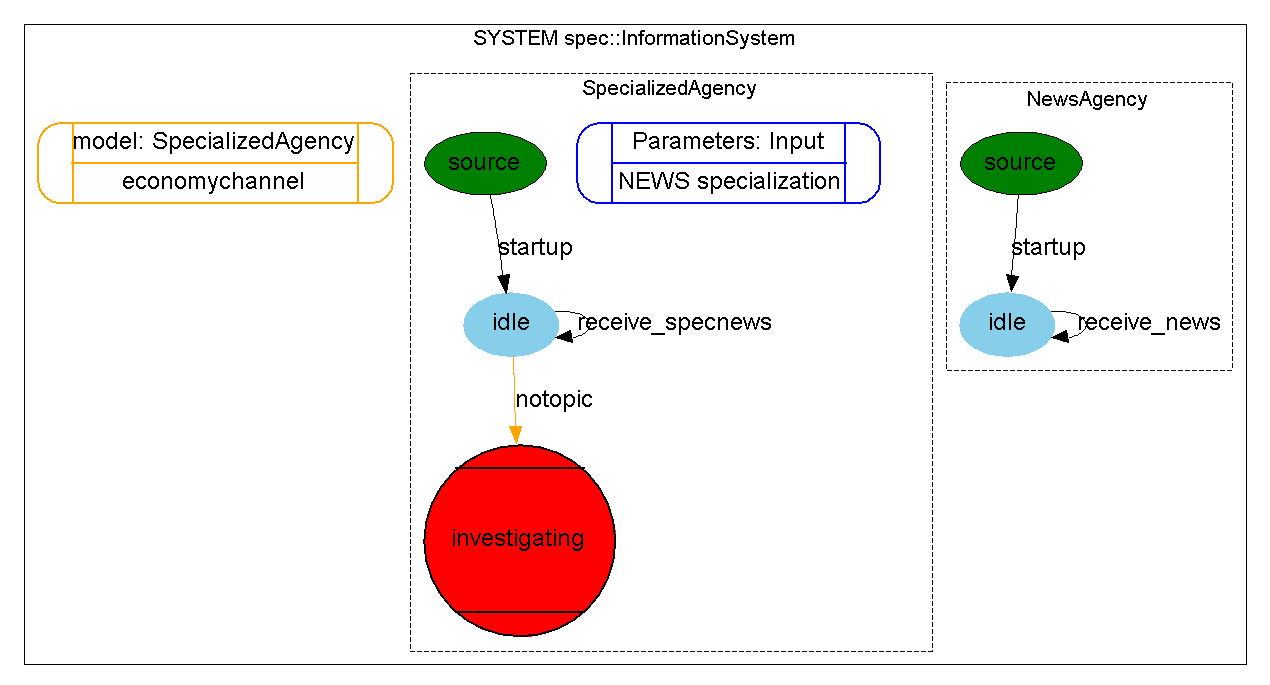 SYSTEM spec::InformationSystem
SpecializedAgency
NewsAgency
model: SpecializedAgency
economychannel
source
Parameters: Input
NEWS specialization
source
startup
startup
idle
receive_specnews
idle
receive_news
notopic
investigating